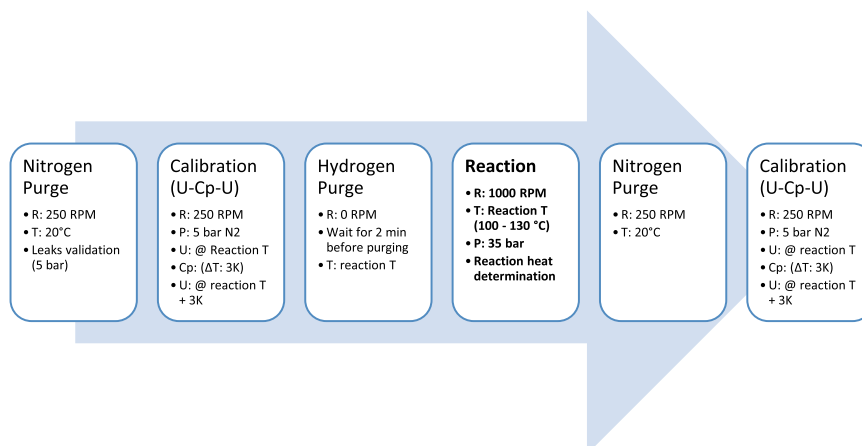 Nitrogen
Purge
• R: 250 RPM
• T: 20°C
• Leaks validation
(5 bar)
Calibration
(U-Cp-U)
• R: 250 RPM
• P: 5 bar N2
• U: @ Reaction T
• Cp: (ΔT: 3K)
• U: @ reaction T
+ 3K
Hydrogen
Purge
• R: 0 RPM
• Wait for 2 min
before purging
• T: reaction T
Reaction
• R: 1000 RPM
• T: Reaction T
(100 - 130 °C)
• P: 35 bar
• Reaction heat
determination
Nitrogen
Purge
• R: 250 RPM
• T: 20°C
Calibration
(U-Cp-U)
• R: 250 RPM
• P: 5 bar N2
• U: @ reaction T
• Cp: (ΔT: 3K)
• U: @ reaction T
+ 3K